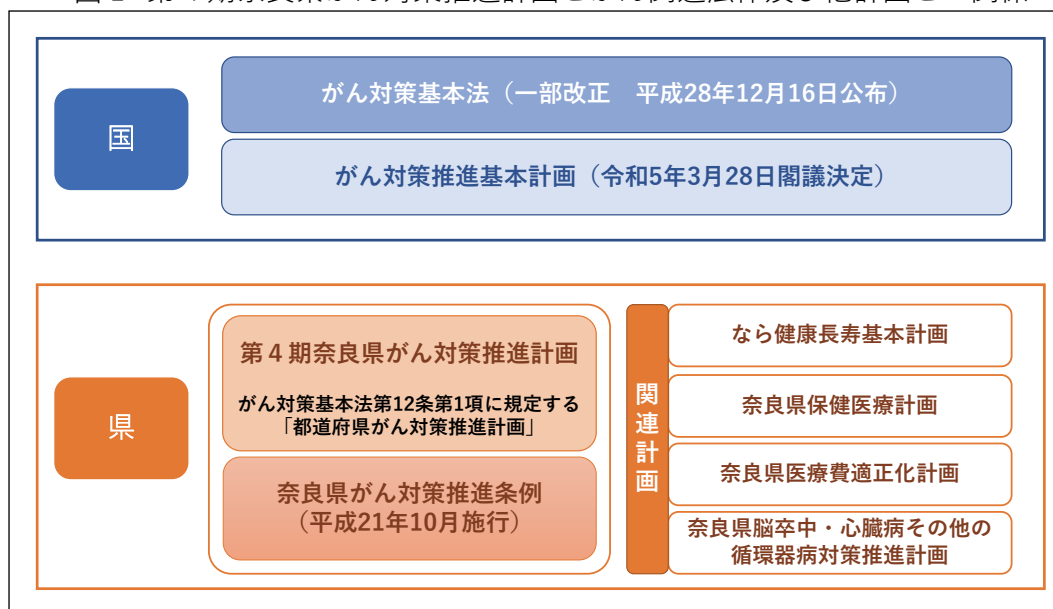 国
がん対策基本法（一部改正　平成28年12月16日公布）
がん対策推進基本計画（令和5年3月28日閣議決定）
県
第４期奈良県がん対策推進計画
がん対策基本法第12条第1項に規定する
「都道府県がん対策推進計画」
奈良県がん対策推進条例
（平成21年10月施行）
関連計画
なら健康長寿基本計画
奈良県保健医療計画
奈良県医療費適正化計画
奈良県脳卒中・心臓病その他の
循環器病対策推進計画